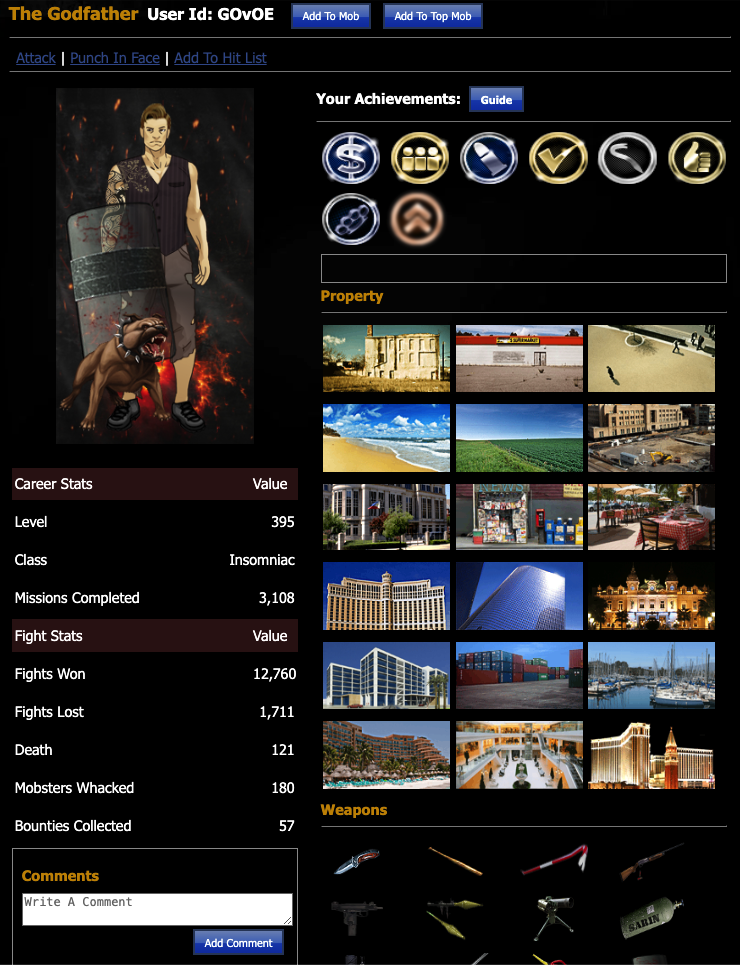 The Godfather User Id: GOvOE Add To Mob Add To Top Mob
Attack | Punch In Face | Add To Hit List
Your Achievements: Guide
Property
SUPERMARKET
Career Stats Value
Level 395
Class Insomniac
Missions Completed 3,108
Fight Stats Value
Fights Won 12,760
Fights Lost 1,711
Death 121
Mobsters Whacked 180
Bounties Collected 57
Weapons
SARIN
Comments
Write A Comment
Add Comment